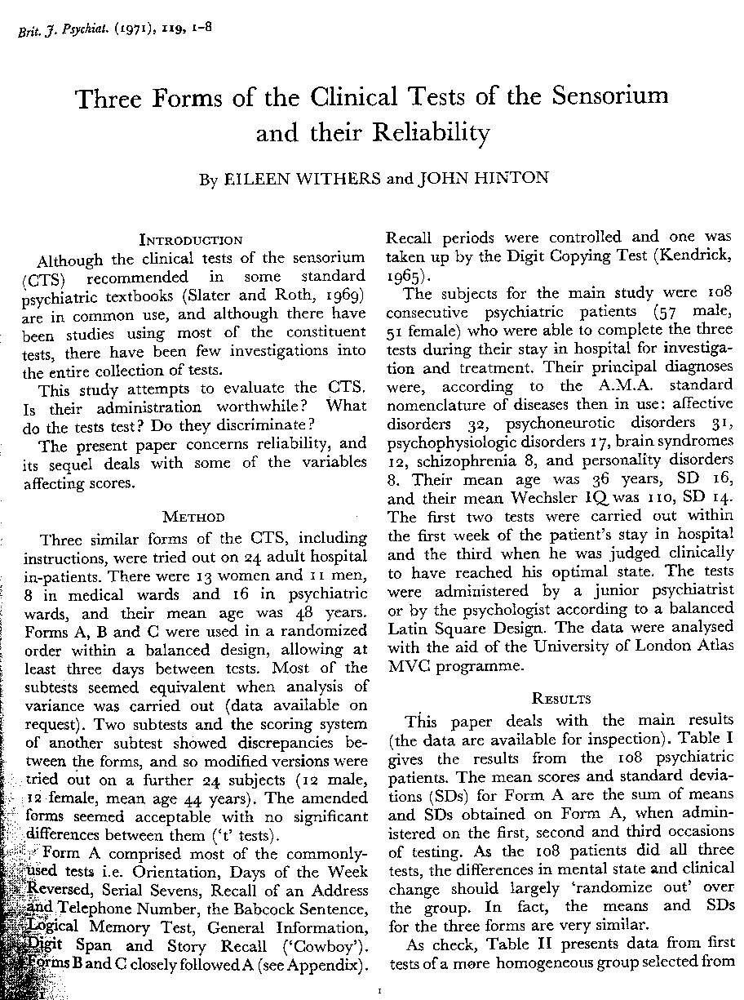 Brit. J. Psychiat. (1971), 119, 1–8
Three Forms of the Clinical Tests of the Sensorium
and their Reliability
By EILEEN WITHERS and JOHN HINTON
INTRODUCTION
Although the clinical tests of the sensorium
(CTS) recommended in some standard
psychiatric textbooks (Slater and Roth, 1969)
are in common use, and although there have
been studies using most of the constituent
tests, there have been few investigations into
the entire collection of tests.
This study attempts to evaluate the CTS.
Is their administration worthwhile? What
do the tests test? Do they discriminate?
The present paper concerns reliability, and
its sequel deals with some of the variables
affecting scores.
METHOD
Three similar forms of the CTS, including
instructions, were tried out on 24 adult hospital
in-patients. There were 13 women and 11 men,
8 in medical wards and 16 in psychiatric
wards, and their mean age was 48 years.
Forms A, B and C were used in a randomized
order within a balanced design, allowing at
least three days between tests. Most of the
subtests seemed equivalent when analysis of
variance was carried out (data available on
request). Two subtests and the scoring system
of another subtest showed discrepancies be-
tween the forms, and so modified versions were
tried out on a further 24 subjects (12 male,
12 female, mean age 44 years). The amended
forms seemed acceptable with no significant
differences between them ('t' tests).
Form A comprised most of the commonly-
used tests i.e. Orientation, Days of the Week
Reversed, Serial Sevens, Recall of an Address
and Telephone Number, the Babcock Sentence,
Logical Memory Test, General Information,
Digit Span and Story Recall ('Cowboy').
Forms B and C closely followed A (see Appendix).
Recall periods were controlled and one was
taken up by the Digit Copying Test (Kendrick,
1965).
The subjects for the main study were 108
consecutive psychiatric patients (57 male,
51 female) who were able to complete the three
tests during their stay in hospital for investiga-
tion and treatment. Their principal diagnoses
were, according to the A.M.A. standard
nomenclature of diseases then in use: affective
disorders 32, psychoneurotic disorders 31,
psychophysiologic disorders 17, brain syndromes
12, schizophrenia 8, and personality disorders
8. Their mean age was 36 years, SD 16,
and their mean Wechsler IQ was 110, SD 14.
The first two tests were carried out within
the first week of the patient's stay in hospital
and the third when he was judged clinically
to have reached his optimal state. The tests
were administered by a junior psychiatrist
or by the psychologist according to a balanced
Latin Square Design. The data were analysed
with the aid of the University of London Atlas
MVC programme.
RESULTS
This paper deals with the main results
(the data are available for inspection). Table I
gives the results from the 108 psychiatric
patients. The mean scores and standard devia-
tions (SDs) for Form A are the sum of means
and SDs obtained on Form A, when admin-
istered on the first, second and third occasions
of testing. As the 108 patients did all three
tests, the differences in mental state and clinical
change should largely 'randomize out' over
the group. In fact, the means and SDs
for the three forms are very similar.
As check, Table II presents data from first
tests of a more homogeneous group selected from
1